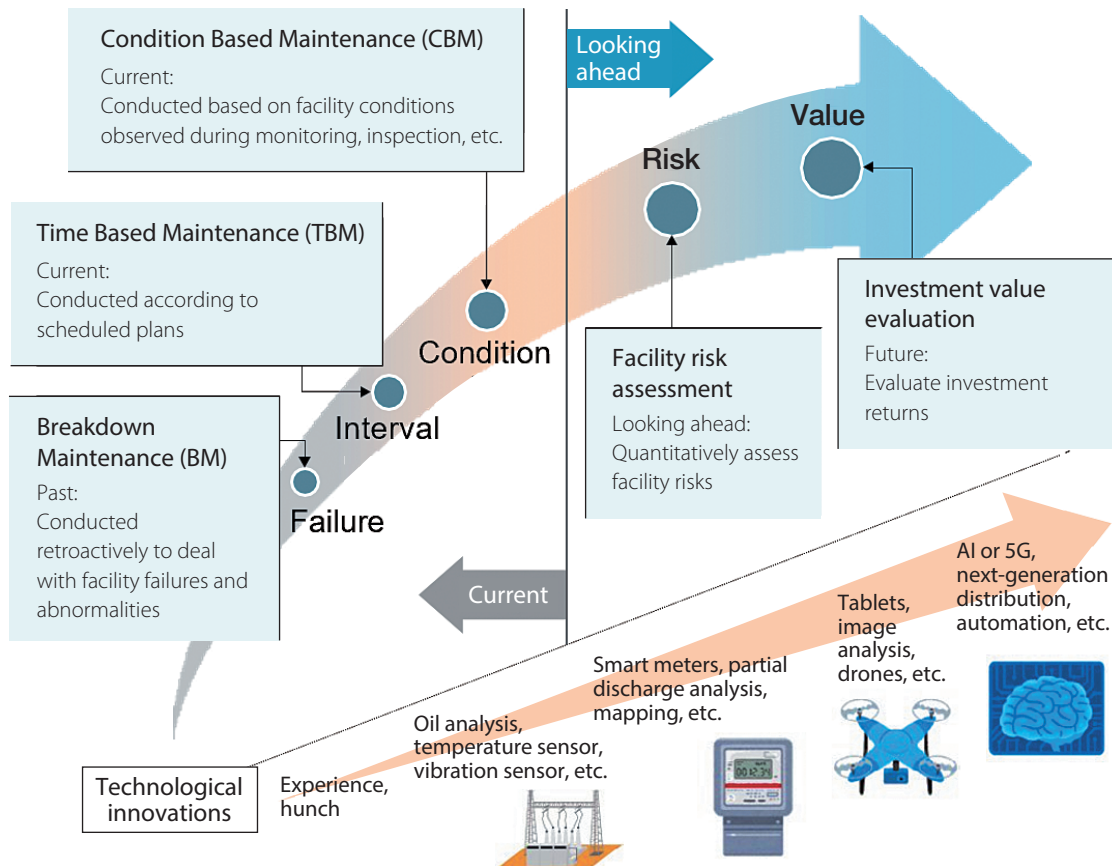 Condition Based Maintenance (CBM)
Current:
Conducted based on facility conditions
observed during monitoring, inspection, etc.
Looking
ahead
Value
Risk
Time Based Maintenance (TBM)
Current:
Conducted according to
scheduled plans
Condition
Interval
Failure
Breakdown
Maintenance (BM)
Past:
Conducted
retroactively to deal
with facility failures and
abnormalities
Facility risk
assessment
Looking ahead:
Quantitatively assess
facility risks
Investment value
evaluation
Future:
Evaluate investment
returns
Current
Technological
innovations
Experience,
hunch
Oil analysis,
temperature sensor,
vibration sensor, etc.
Smart meters, partial
discharge analysis,
mapping, etc.
Tablets,
image
analysis,
drones, etc.
AI or 5G,
next-generation
distribution,
automation, etc.
0012.34